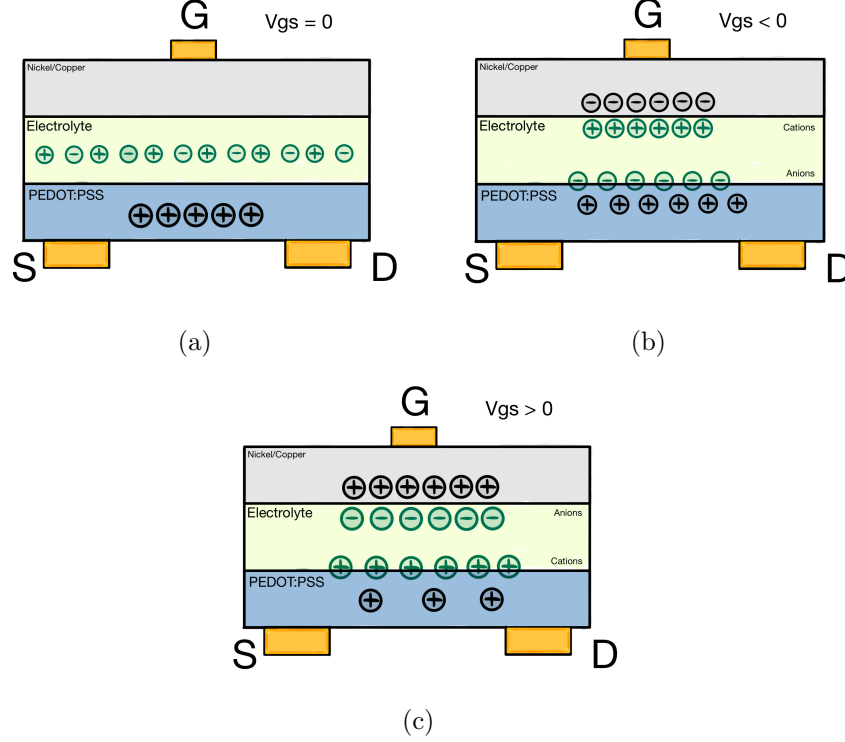 G
Vgs = 0
Nickel/Copper
Electrolyte
PEDOT:PSS
S
D
(a)
G
Vgs < 0
Nickel/Copper
Electrolyte
Cations
Anions
PEDOT:PSS
S
D
(b)
G
Vgs > 0
Nickel/Copper
Electrolyte
Anions
Cations
PEDOT:PSS
S
D
(c)